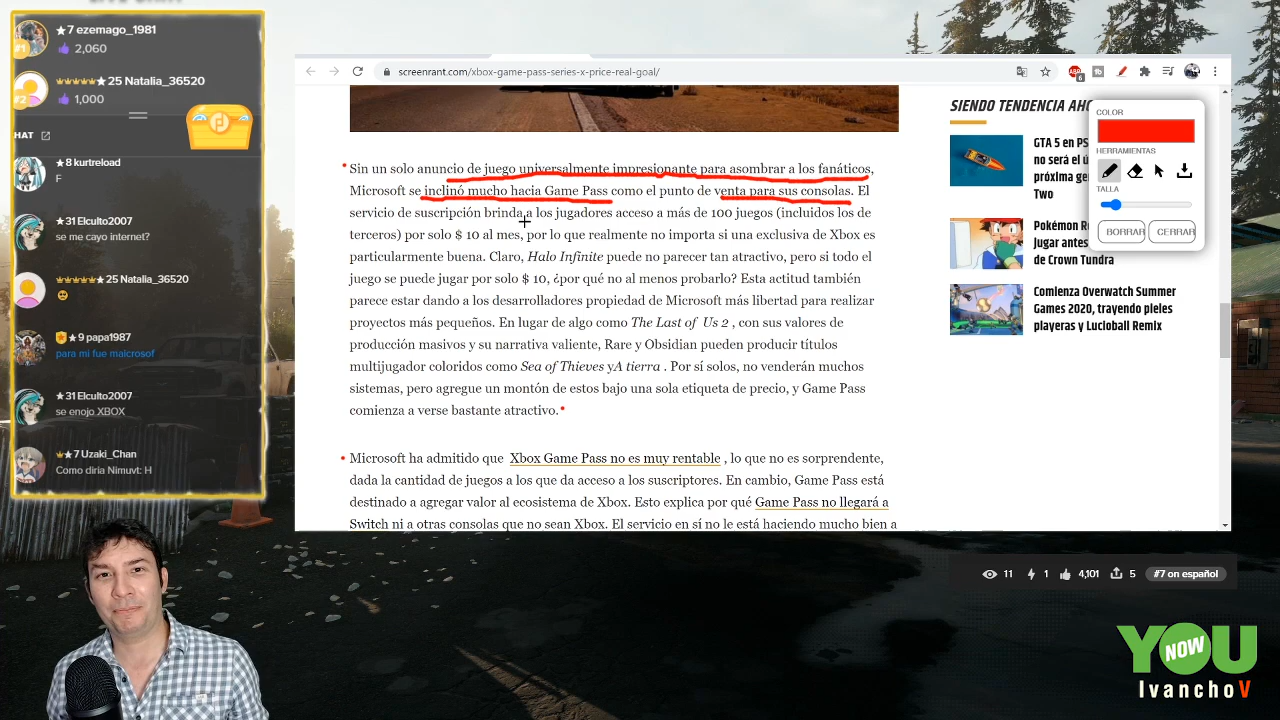 LIVE CHAT
#1
★7 ezemago_1981
2,060
#2
★25 Natalia_36520
1,000
HAT
★8 kurtreload
F
★31 Elculto2007
se me cayo internet?
★25 Natalia_36520
★9 papa1987
para mi fue maicrosof
★31 Elculto2007
se enojo XBOX
★7 Uzaki_Chan
Como diria Nimuvt: H
screenrant.com/xbox-game-pass-series-x-price-real-goal/
ABP
6
Sin un solo anuncio de juego universalmente impresionante para asombrar a los fanáticos,
Microsoft se inclinó mucho hacia Game Pass como el punto de venta para sus consolas. El
servicio de suscripción brinda a los jugadores acceso a más de 100 juegos (incluidos los de
terceros) por solo $ 10 al mes, por lo que realmente no importa si una exclusiva de Xbox es
particularmente buena. Claro, Halo Infinite puede no parecer tan atractivo, pero si todo el
juego se puede jugar por solo $ 10, ¿por qué no al menos probarlo? Esta actitud también
parece estar dando a los desarrolladores propiedad de Microsoft más libertad para realizar
proyectos más pequeños. En lugar de algo como The Last of Us 2 , con sus valores de
producción masivos y su narrativa valiente, Rare y Obsidian pueden producir títulos
multijugador coloridos como Sea of Thieves yA tierra . Por sí solos, no venderán muchos
sistemas, pero agregue un montón de estos bajo una sola etiqueta de precio, y Game Pass
comienza a verse bastante atractivo.
Microsoft ha admitido que Xbox Game Pass no es muy rentable , lo que no es sorprendente,
dada la cantidad de juegos a los que da acceso a los suscriptores. En cambio, Game Pass está
destinado a agregar valor al ecosistema de Xbox. Esto explica por qué Game Pass no llegará a
Switch ni a otras consolas que no sean Xbox. El servicio en sí no le está haciendo mucho bien a
SIENDO TENDENCIA AHO
GTA 5 en PS
no será el ú
próxima ge
Two
Pokémon Re
Jugar antes
de Crown Tundra
Comienza Overwatch Summer
Games 2020, trayendo pieles
playeras y Lucioball Remix
COLOR
HERRAMIENTAS
TALLA
BORRAR
CERRAR
11
1
4,101
5
#7 on español
YOU
NOW
IvanchoV